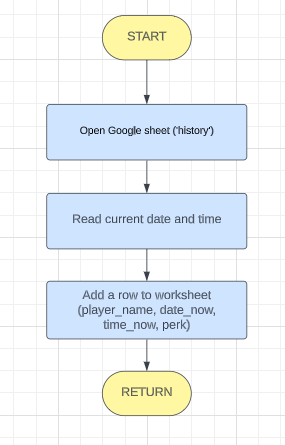 START
Open Google sheet ('history')
Read current date and time
Add a row to worksheet
(player_name, date_now,
time_now, perk)
RETURN